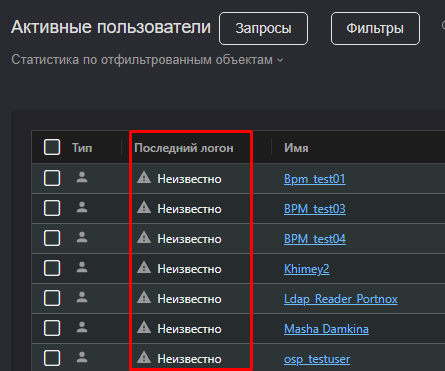 Активные пользователи Запросы Фильтры
Статистика по отфильтрованным объектам
Тип Последний логон Имя
Неизвестно Bpm_test01
Неизвестно BPM_test03
Неизвестно BPM_test04
Неизвестно Khimey2
Неизвестно Ldap_Reader_Portnox
Неизвестно Masha Damkina
Неизвестно osp_testuser